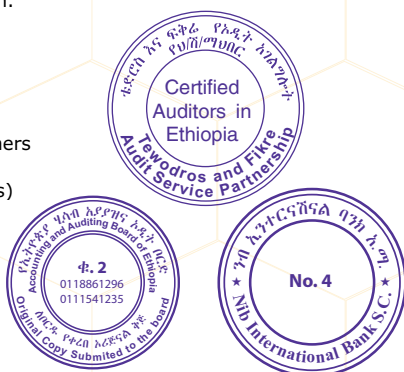 ቴድሮስ እና ፍቅሬ የኦዲት አገልግሎት
የህ/ሽ/ማህበር
Certified
Auditors in
Ethiopia
Tewodros and Fikre
Audit Service Partnership
ners
s)
የኢትዮጵያ ሂሳብ አያያዝና ኦዲት ቦርድ
Accounting and Auditing Board of Ethiopia
ቁ. 2
0118861296
0111541235
ለቦርዱ የቀረበ ኦሪጅናል ቅጅ
Original Copy Submited to the board
ንብ ኢንተርናሽናል ባንክ አ.ማ.
No. 4
Nib International Bank S.C.